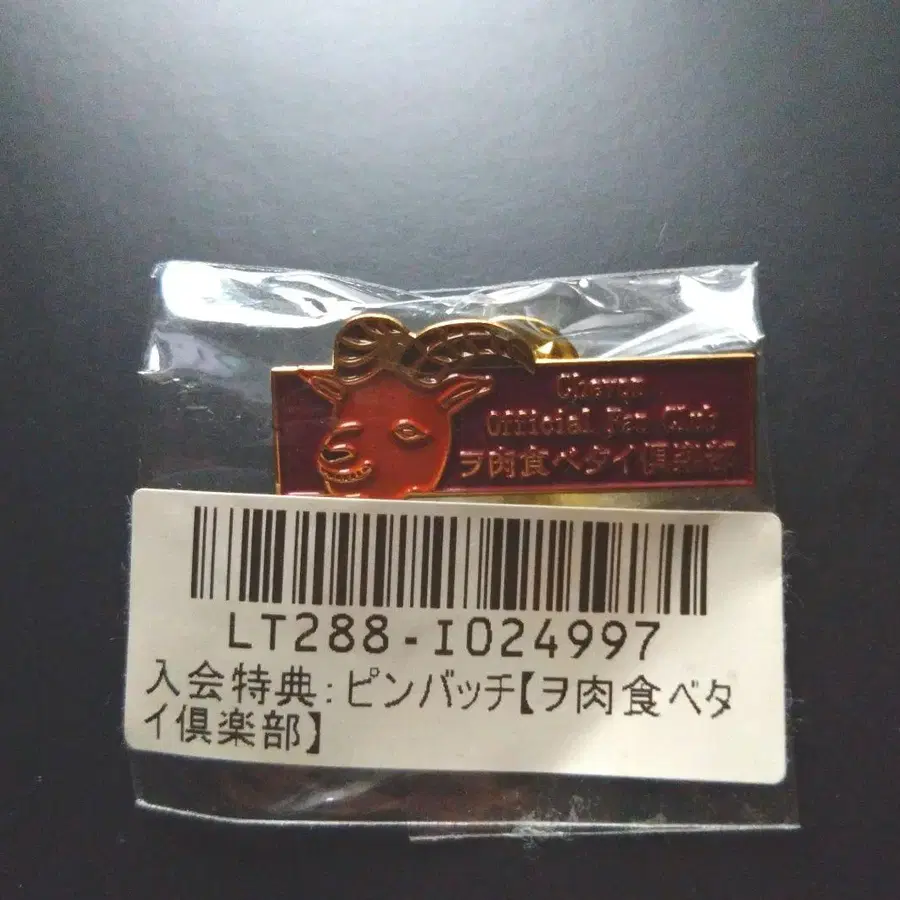 Chevon
Official Fan Club
ヲ肉食ベタイ倶楽部
LT288-I024997
入会特典:ピンバッチ【ヲ肉食ベタ
イ倶楽部】